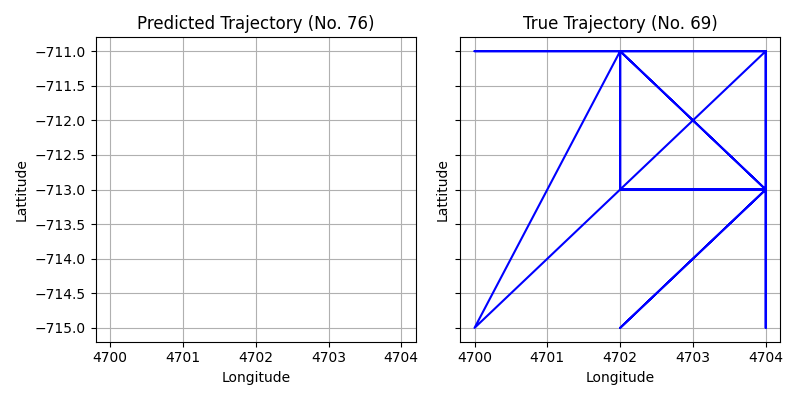 Predicted Trajectory (No. 76)
−711.0
−711.5
−712.0
−712.5
−713.0
−713.5
−714.0
−714.5
−715.0
Lattitude
4700 4701 4702 4703 4704
Longitude
True Trajectory (No. 69)
Lattitude
4700 4701 4702 4703 4704
Longitude